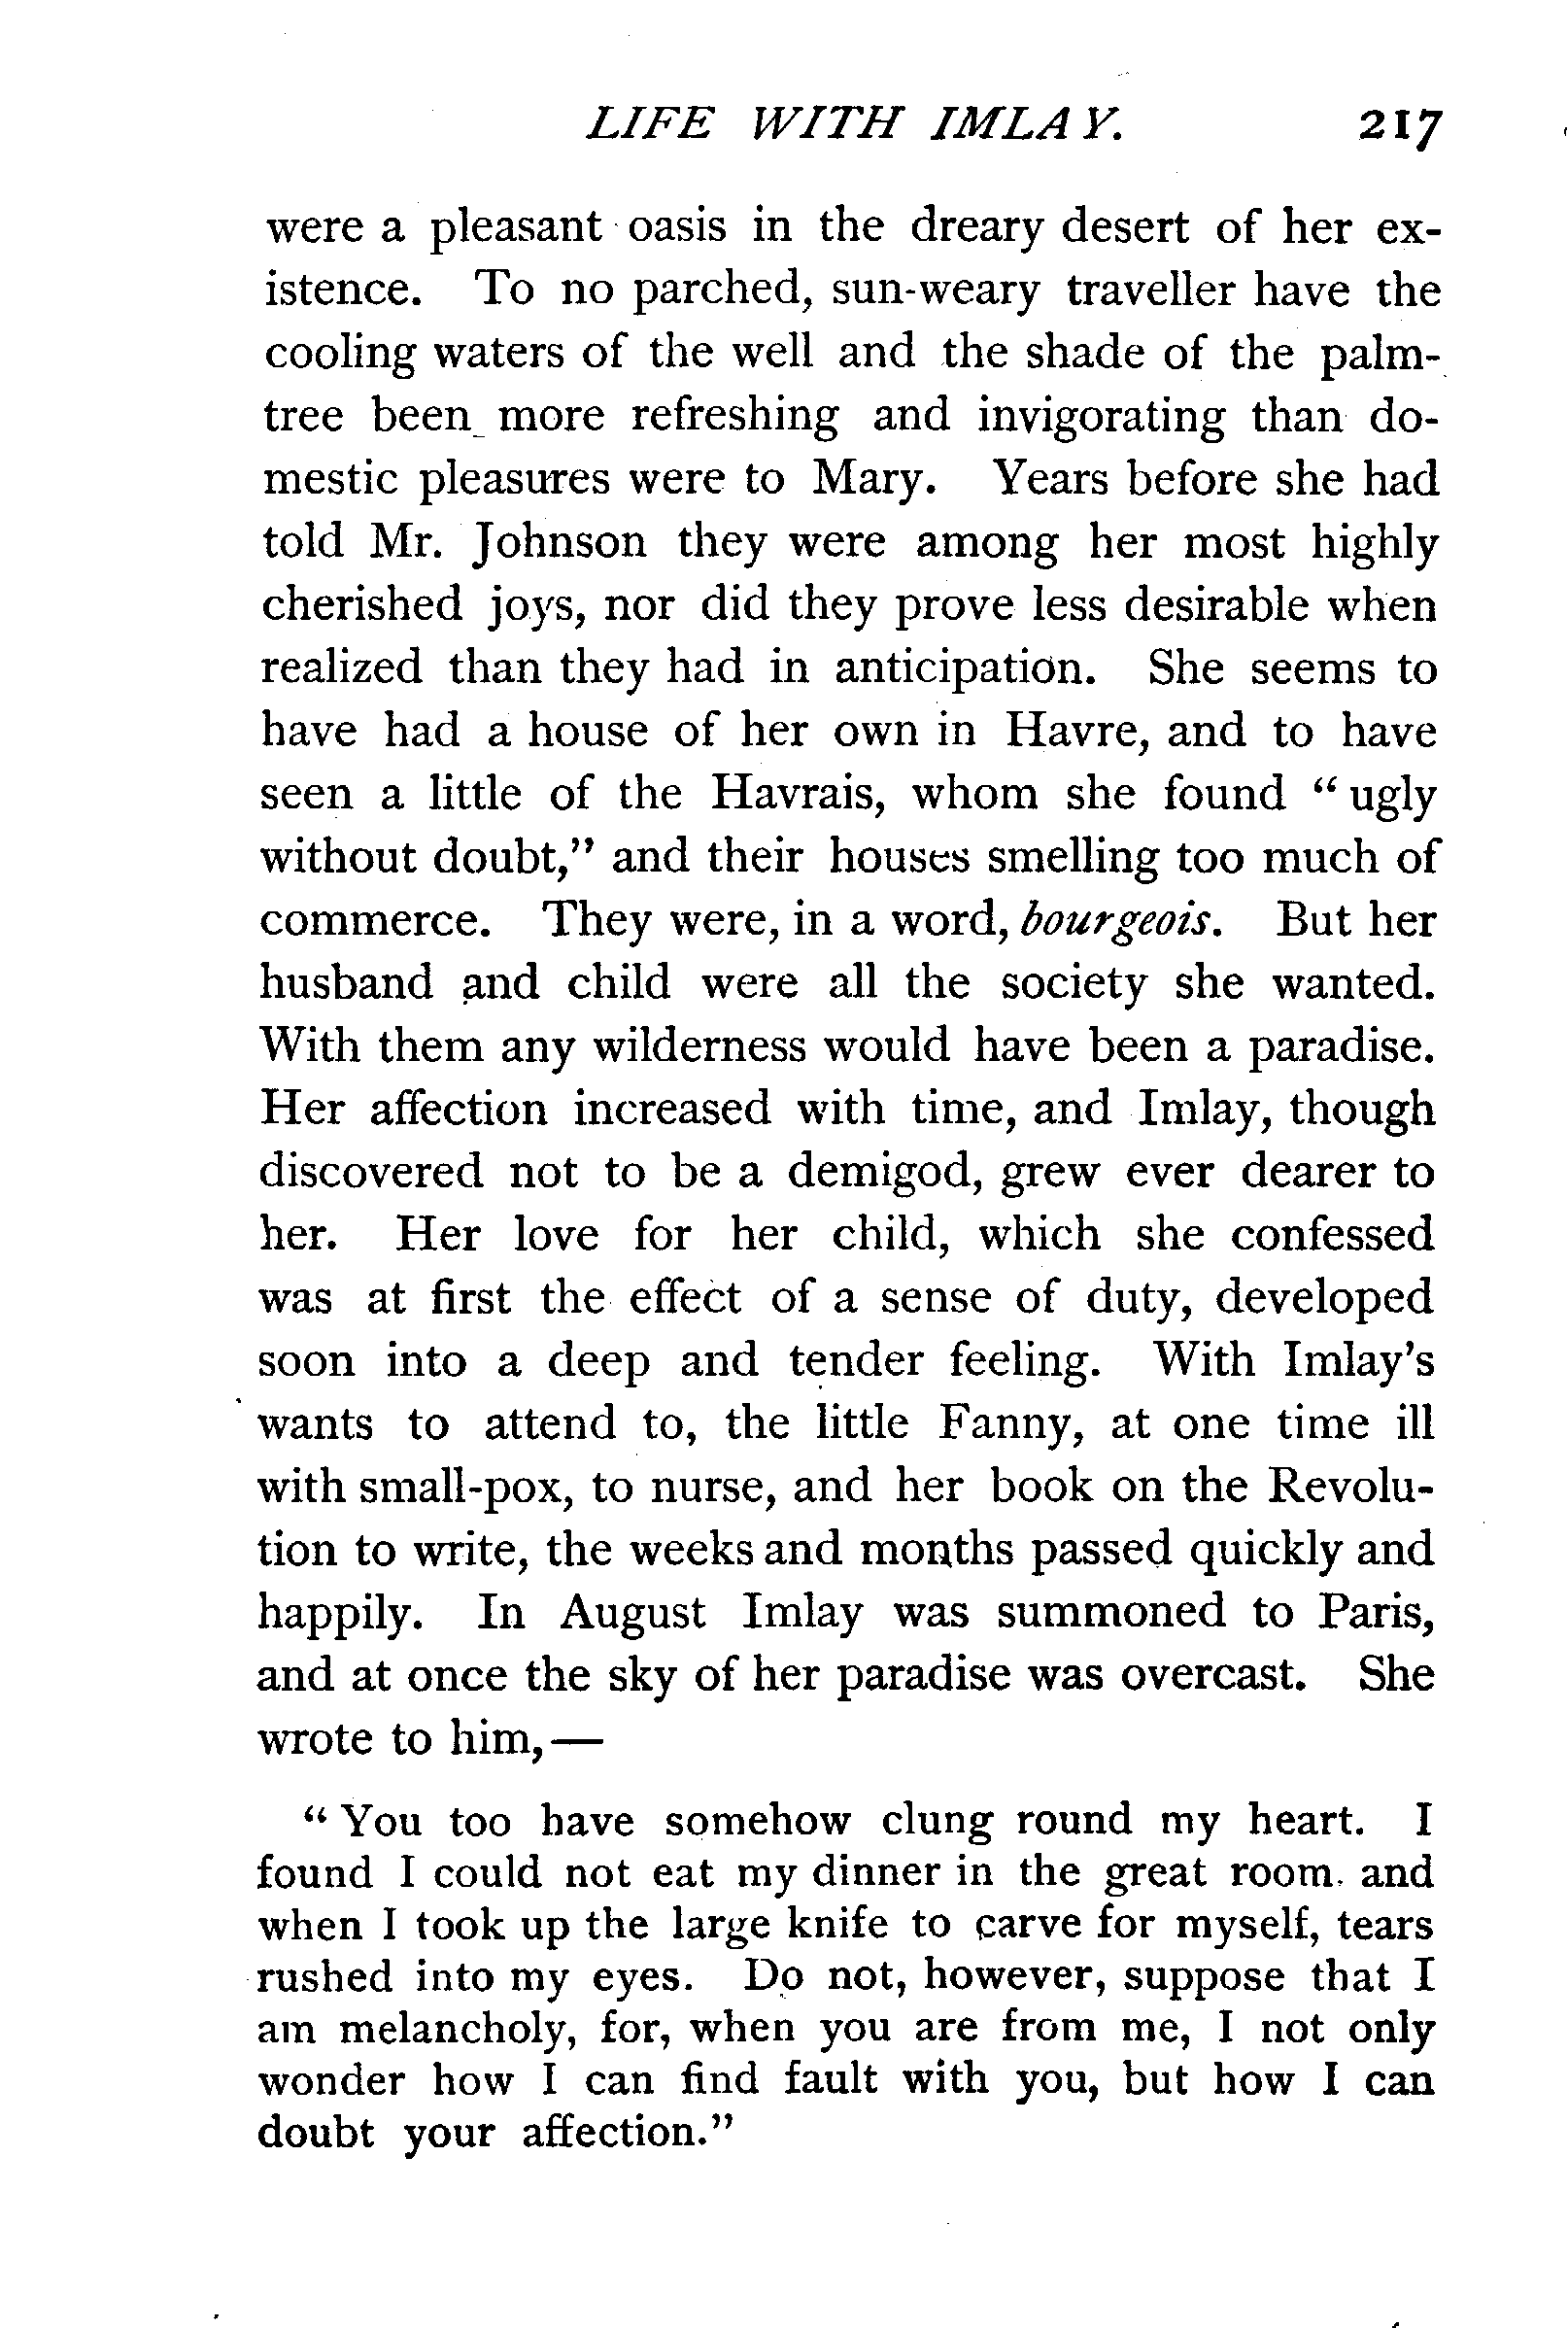 LIFE WITH IMLAY. 217
were a pleasant oasis in the dreary desert of her ex-
istence. To no parched, sun-weary traveller have the
cooling waters of the well and the shade of the palm-
tree been more refreshing and invigorating than do-
mestic pleasures were to Mary. Years before she had
told Mr. Johnson they were among her most highly
cherished joys, nor did they prove less desirable when
realized than they had in anticipation. She seems to
have had a house of her own in Havre, and to have
seen a little of the Havrais, whom she found “ugly
without doubt,” and their houses smelling too much of
commerce. They were, in a word, bourgeois. But her
husband and child were all the society she wanted.
With them any wilderness would have been a paradise.
Her affection increased with time, and Imlay, though
discovered not to be a demigod, grew ever dearer to
her. Her love for her child, which she confessed
was at first the effect of a sense of duty, developed
soon into a deep and tender feeling. With Imlay’s
wants to attend to, the little Fanny, at one time ill
with small-pox, to nurse, and her book on the Revolu-
tion to write, the weeks and months passed quickly and
happily. In August Imlay was summoned to Paris,
and at once the sky of her paradise was overcast. She
wrote to him,—
“You too have somehow clung round my heart. I
found I could not eat my dinner in the great room, and
when I took up the large knife to carve for myself, tears
rushed into my eyes. Do not, however, suppose that I
am melancholy, for, when you are from me, I not only
wonder how I can find fault with you, but how I can
doubt your affection.”